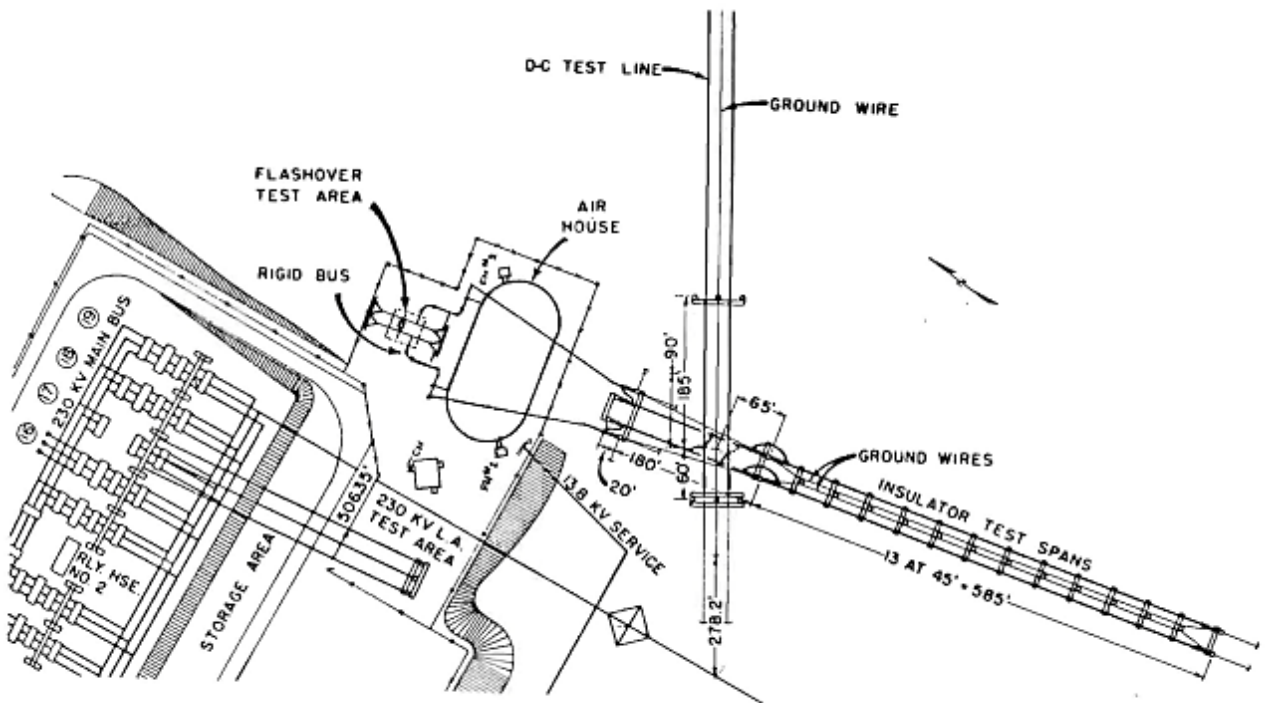 D-C TEST LINE
GROUND WIRE
FLASHOVER
TEST AREA
AIR
HOUSE
RIGID BUS
19
18
17
16
230 KV MAIN BUS
90'
185'
65'
180'
60'
20'
GROUND WIRES
INSULATOR TEST SPANS
13 AT 45' = 585'
13.8 KV SERVICE
506.35'
230 KV L.A.
TEST AREA
RLY. HSE.
NO. 2
STORAGE AREA
278.2'